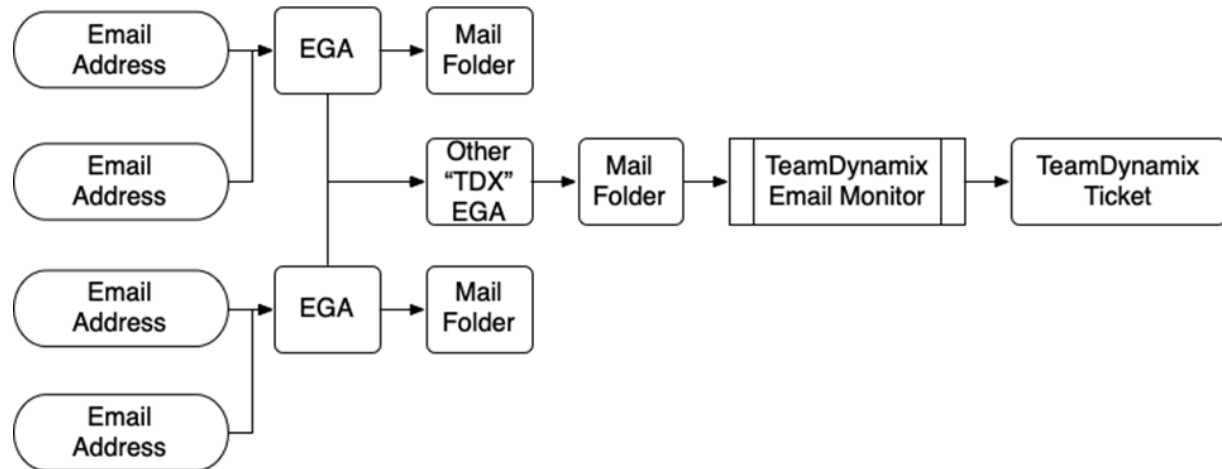 Email
Address
EGA
Mail
Folder
Email
Address
Other
“TDX”
EGA
Mail
Folder
TeamDynamix
Email Monitor
TeamDynamix
Ticket
Email
Address
EGA
Mail
Folder
Email
Address